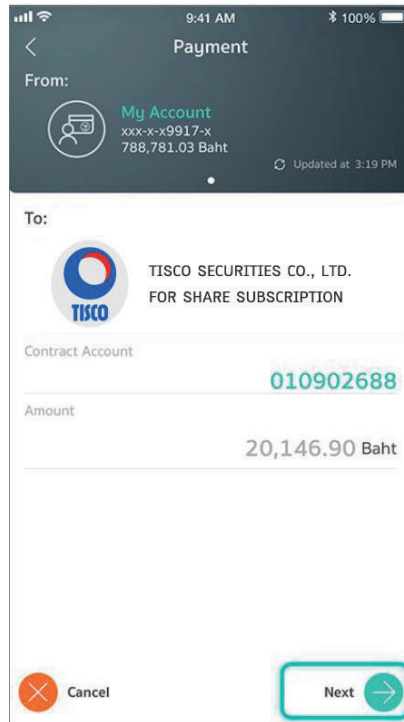 9:41 AM
100%
Payment
From:
My Account
xxx-x-x9917-x
788,781.03 Baht
Updated at 3:19 PM
To:
TISCO
TISCO SECURITIES CO., LTD.
FOR SHARE SUBSCRIPTION
Contract Account
010902688
Amount
20,146.90 Baht
Cancel
Next